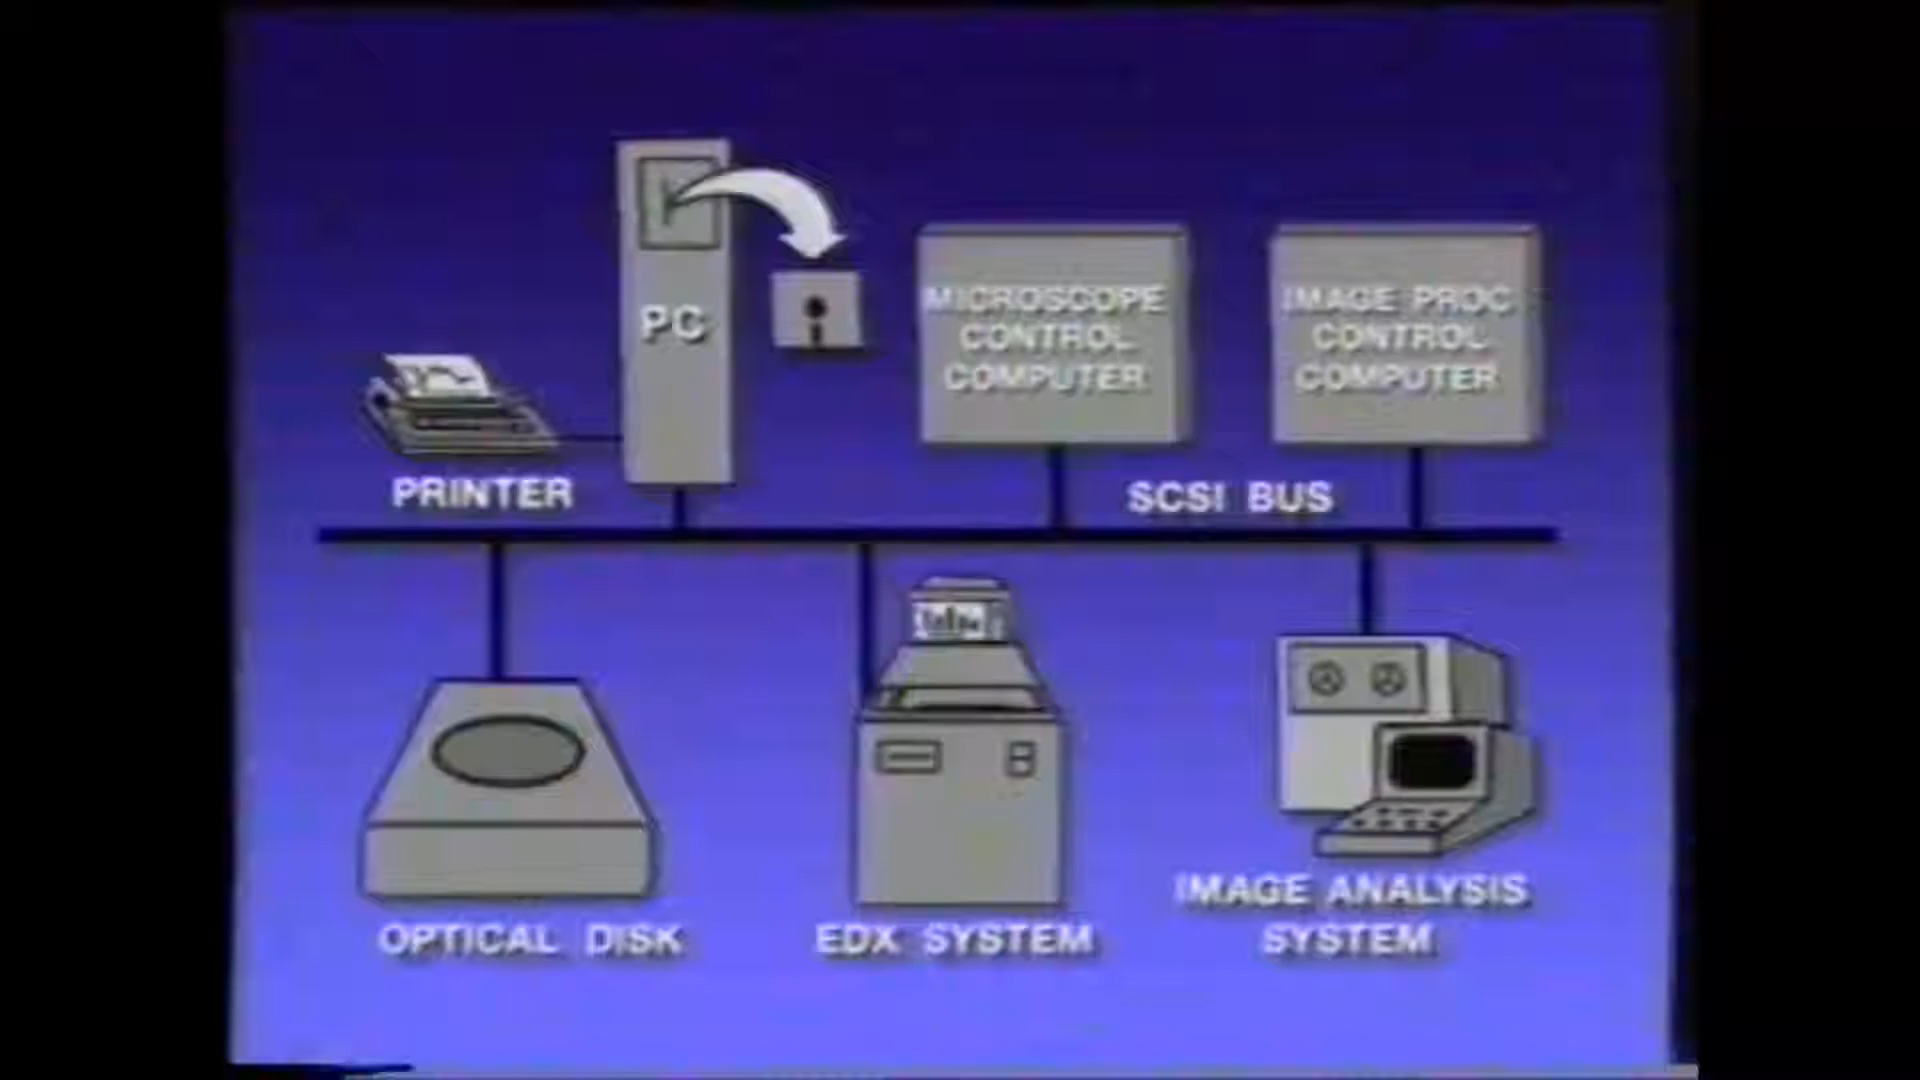 PC
MICROSCOPE
CONTROL
COMPUTER
IMAGE PROC
CONTROL
COMPUTER
PRINTER
SCSI BUS
OPTICAL DISK
EDX SYSTEM
IMAGE ANALYSIS
SYSTEM